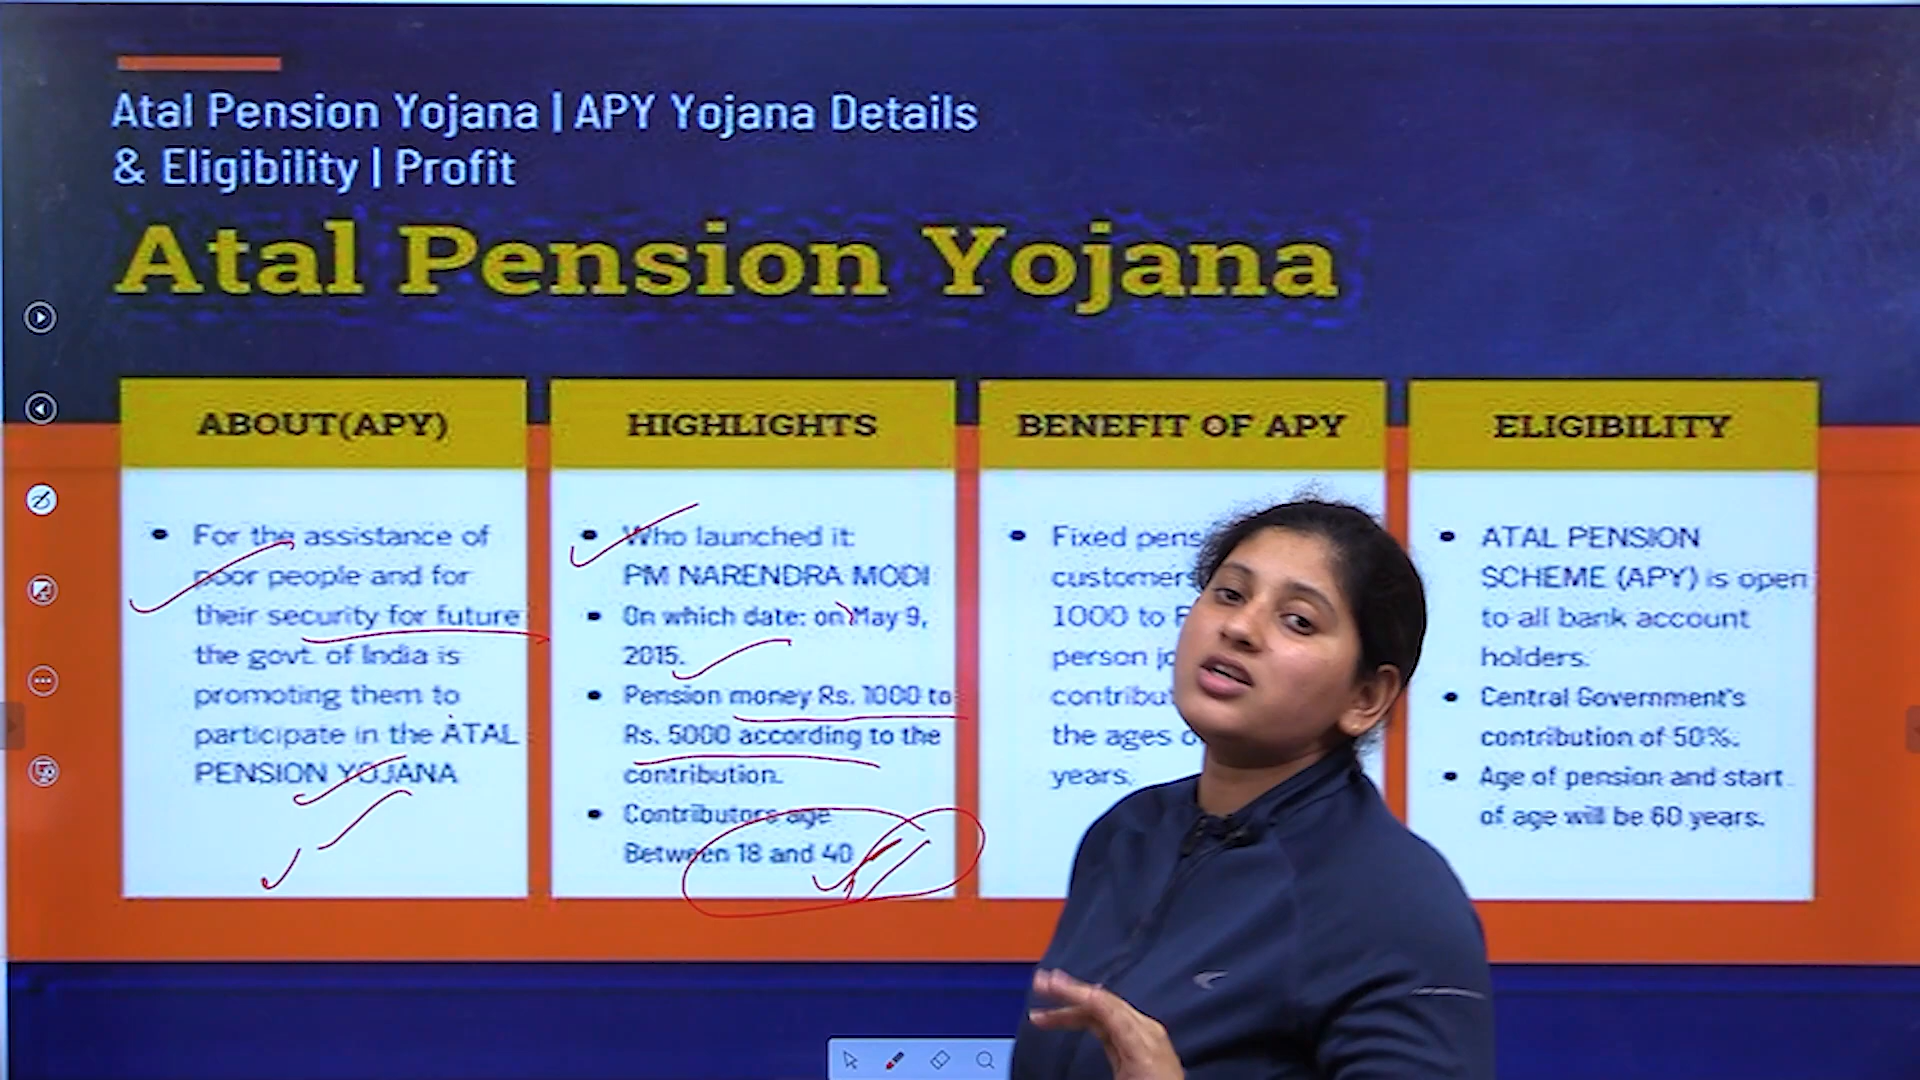 Atal Pension Yojana | APY Yojana Details
& Eligibility | Profit
Atal Pension Yojana
ABOUT(APY)
• For the assistance of
poor people and for
their security for future
the govt. of India is
promoting them to
participate in the ATAL
PENSION YOJANA
HIGHLIGHTS
• Who launched it:
PM NARENDRA MODI
• On which date: on May 9,
2015.
• Pension money Rs. 1000 to
Rs. 5000 according to the
contribution.
• Contributors age
Between 18 and 40
BENEFIT OF APY
• Fixed
customers
1000 to
person
the ages
years.
ELIGIBILITY
• ATAL PENSION
SCHEME (APY) is open
to all bank account
holders.
• Central Government's
contribution of 50%.
• Age of pension and start
of age will be 60 years.